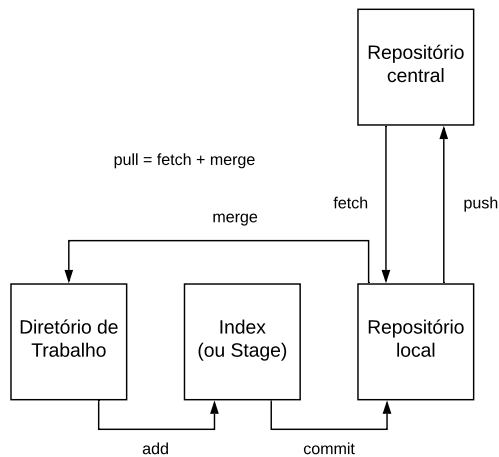 Repositório
central
pull = fetch + merge
fetch
push
merge
Diretório de
Trabalho
Index
(ou Stage)
Repositório
local
add
commit